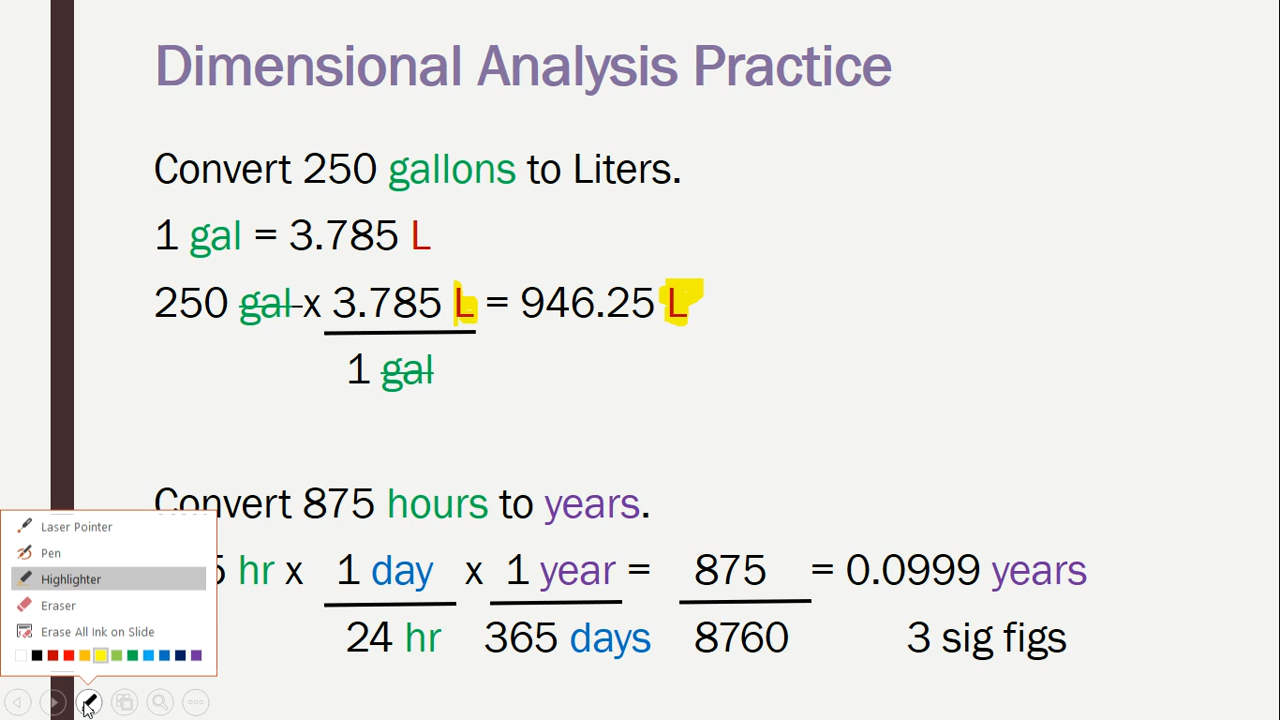 Dimensional Analysis Practice
Convert 250 gallons to Liters.
1 gal = 3.785 L
250 gal x 3.785 L = 946.25 L
1 gal
Convert 875 hours to years.
5 hr x 1 day x 1 year = 875 = 0.0999 years
24 hr 365 days 8760 3 sig figs
Laser Pointer
Pen
Highlighter
Eraser
Erase All Ink on Slide